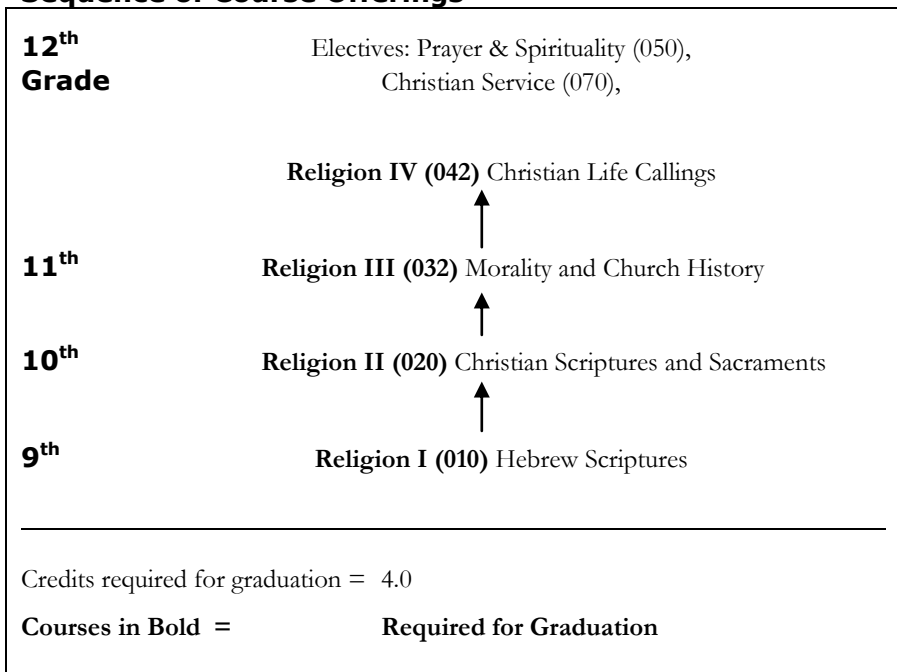 Sequence of Course Offerings
12th Electives: Prayer & Spirituality (050),
Grade Christian Service (070),
Religion IV (042) Christian Life Callings
11th Religion III (032) Morality and Church History
10th Religion II (020) Christian Scriptures and Sacraments
9th Religion I (010) Hebrew Scriptures
Credits required for graduation = 4.0
Courses in Bold = Required for Graduation